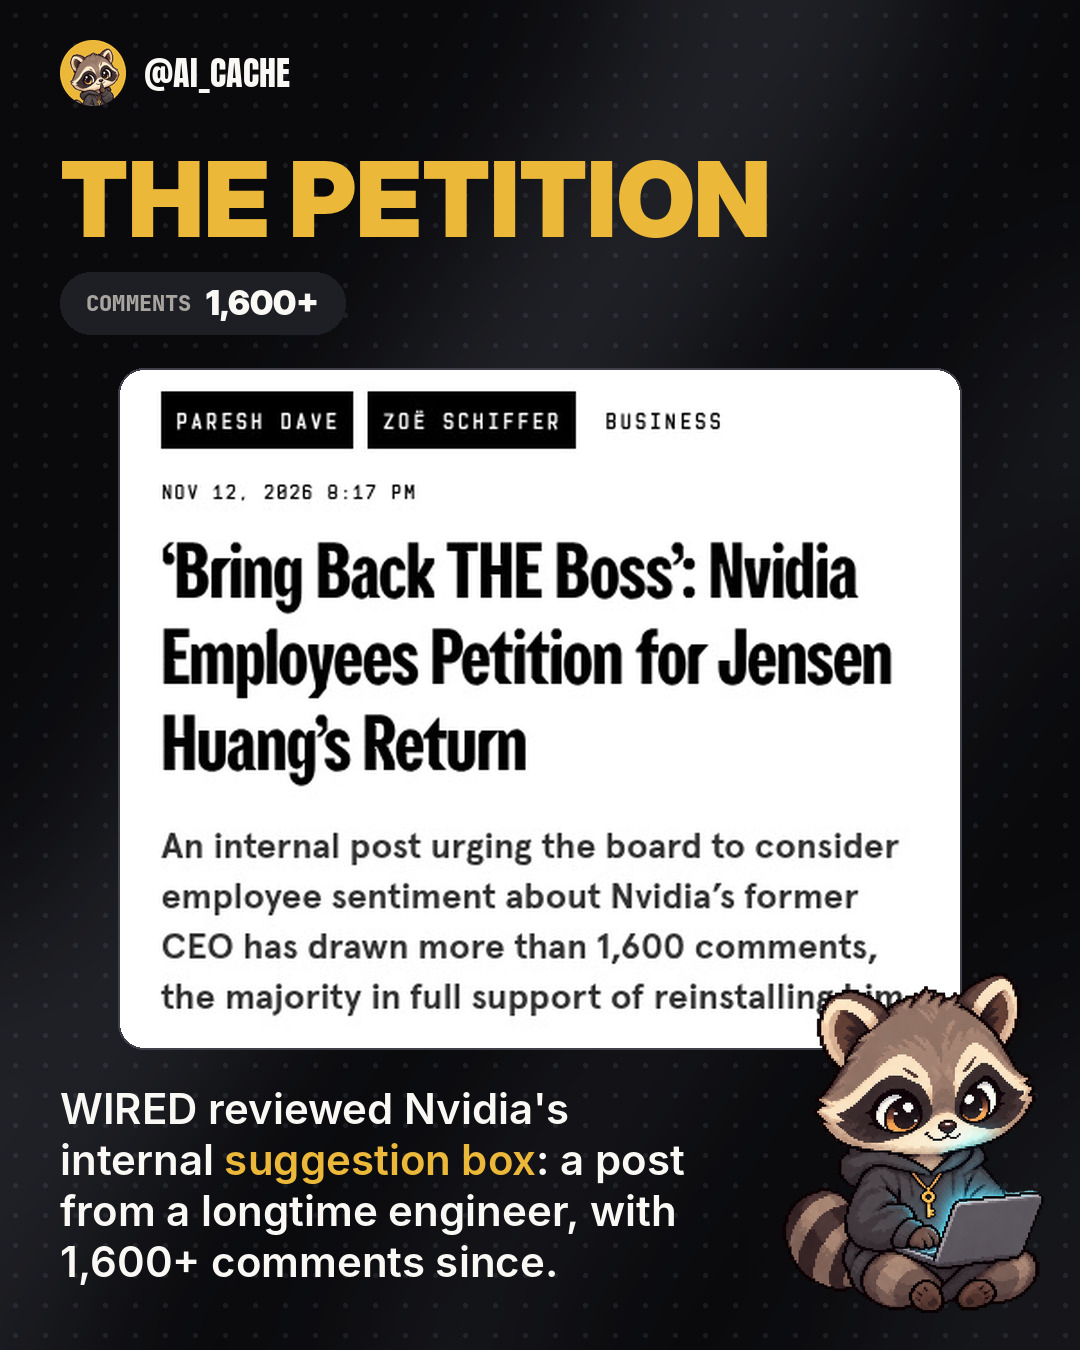 @AI_CACHE
THE PETITION
COMMENTS 1,600+
PARESH DAVE ZOË SCHIFFER BUSINESS
NOV 12, 2026 8:17 PM
‘Bring Back THE Boss’: Nvidia
Employees Petition for Jensen
Huang’s Return
An internal post urging the board to consider
employee sentiment about Nvidia’s former
CEO has drawn more than 1,600 comments,
the majority in full support of reinstalling
WIRED reviewed Nvidia's
internal suggestion box: a post
from a longtime engineer, with
1,600+ comments since.